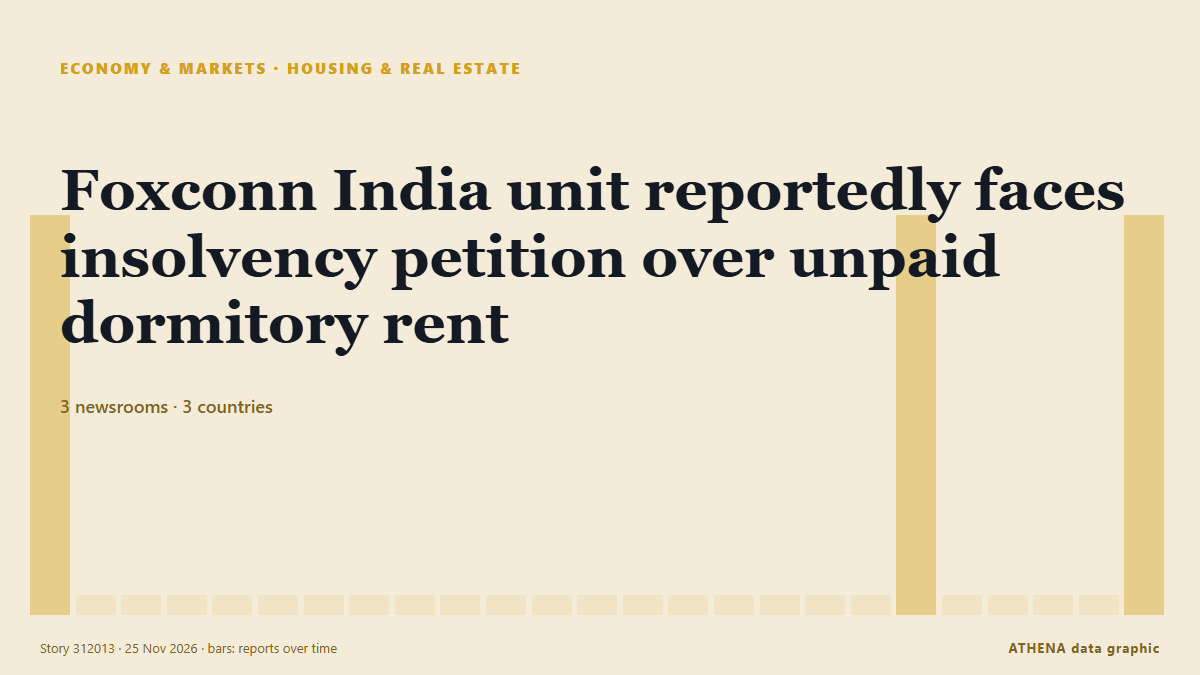 ECONOMY & MARKETS · HOUSING & REAL ESTATE
Foxconn India unit reportedly faces
insolvency petition over unpaid
dormitory rent
3 newsrooms · 3 countries
Story 312013 · 25 Nov 2026 · bars: reports over time
ATHENA data graphic